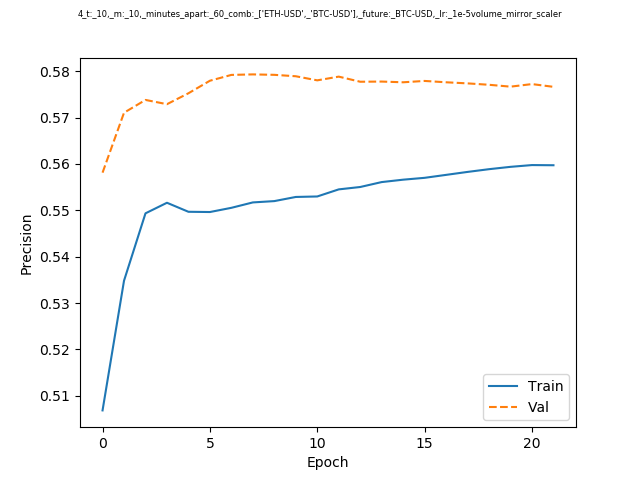 4_t:_10,_m:_10,_minutes_apart:_60_comb:_['ETH-USD',_'BTC-USD'],_future:_BTC-USD,_lr:_1e-5volume_mirror_scaler
0.58
0.57
0.56
0.55
0.54
0.53
0.52
0.51
Precision
Train
Val
0 5 10 15 20
Epoch